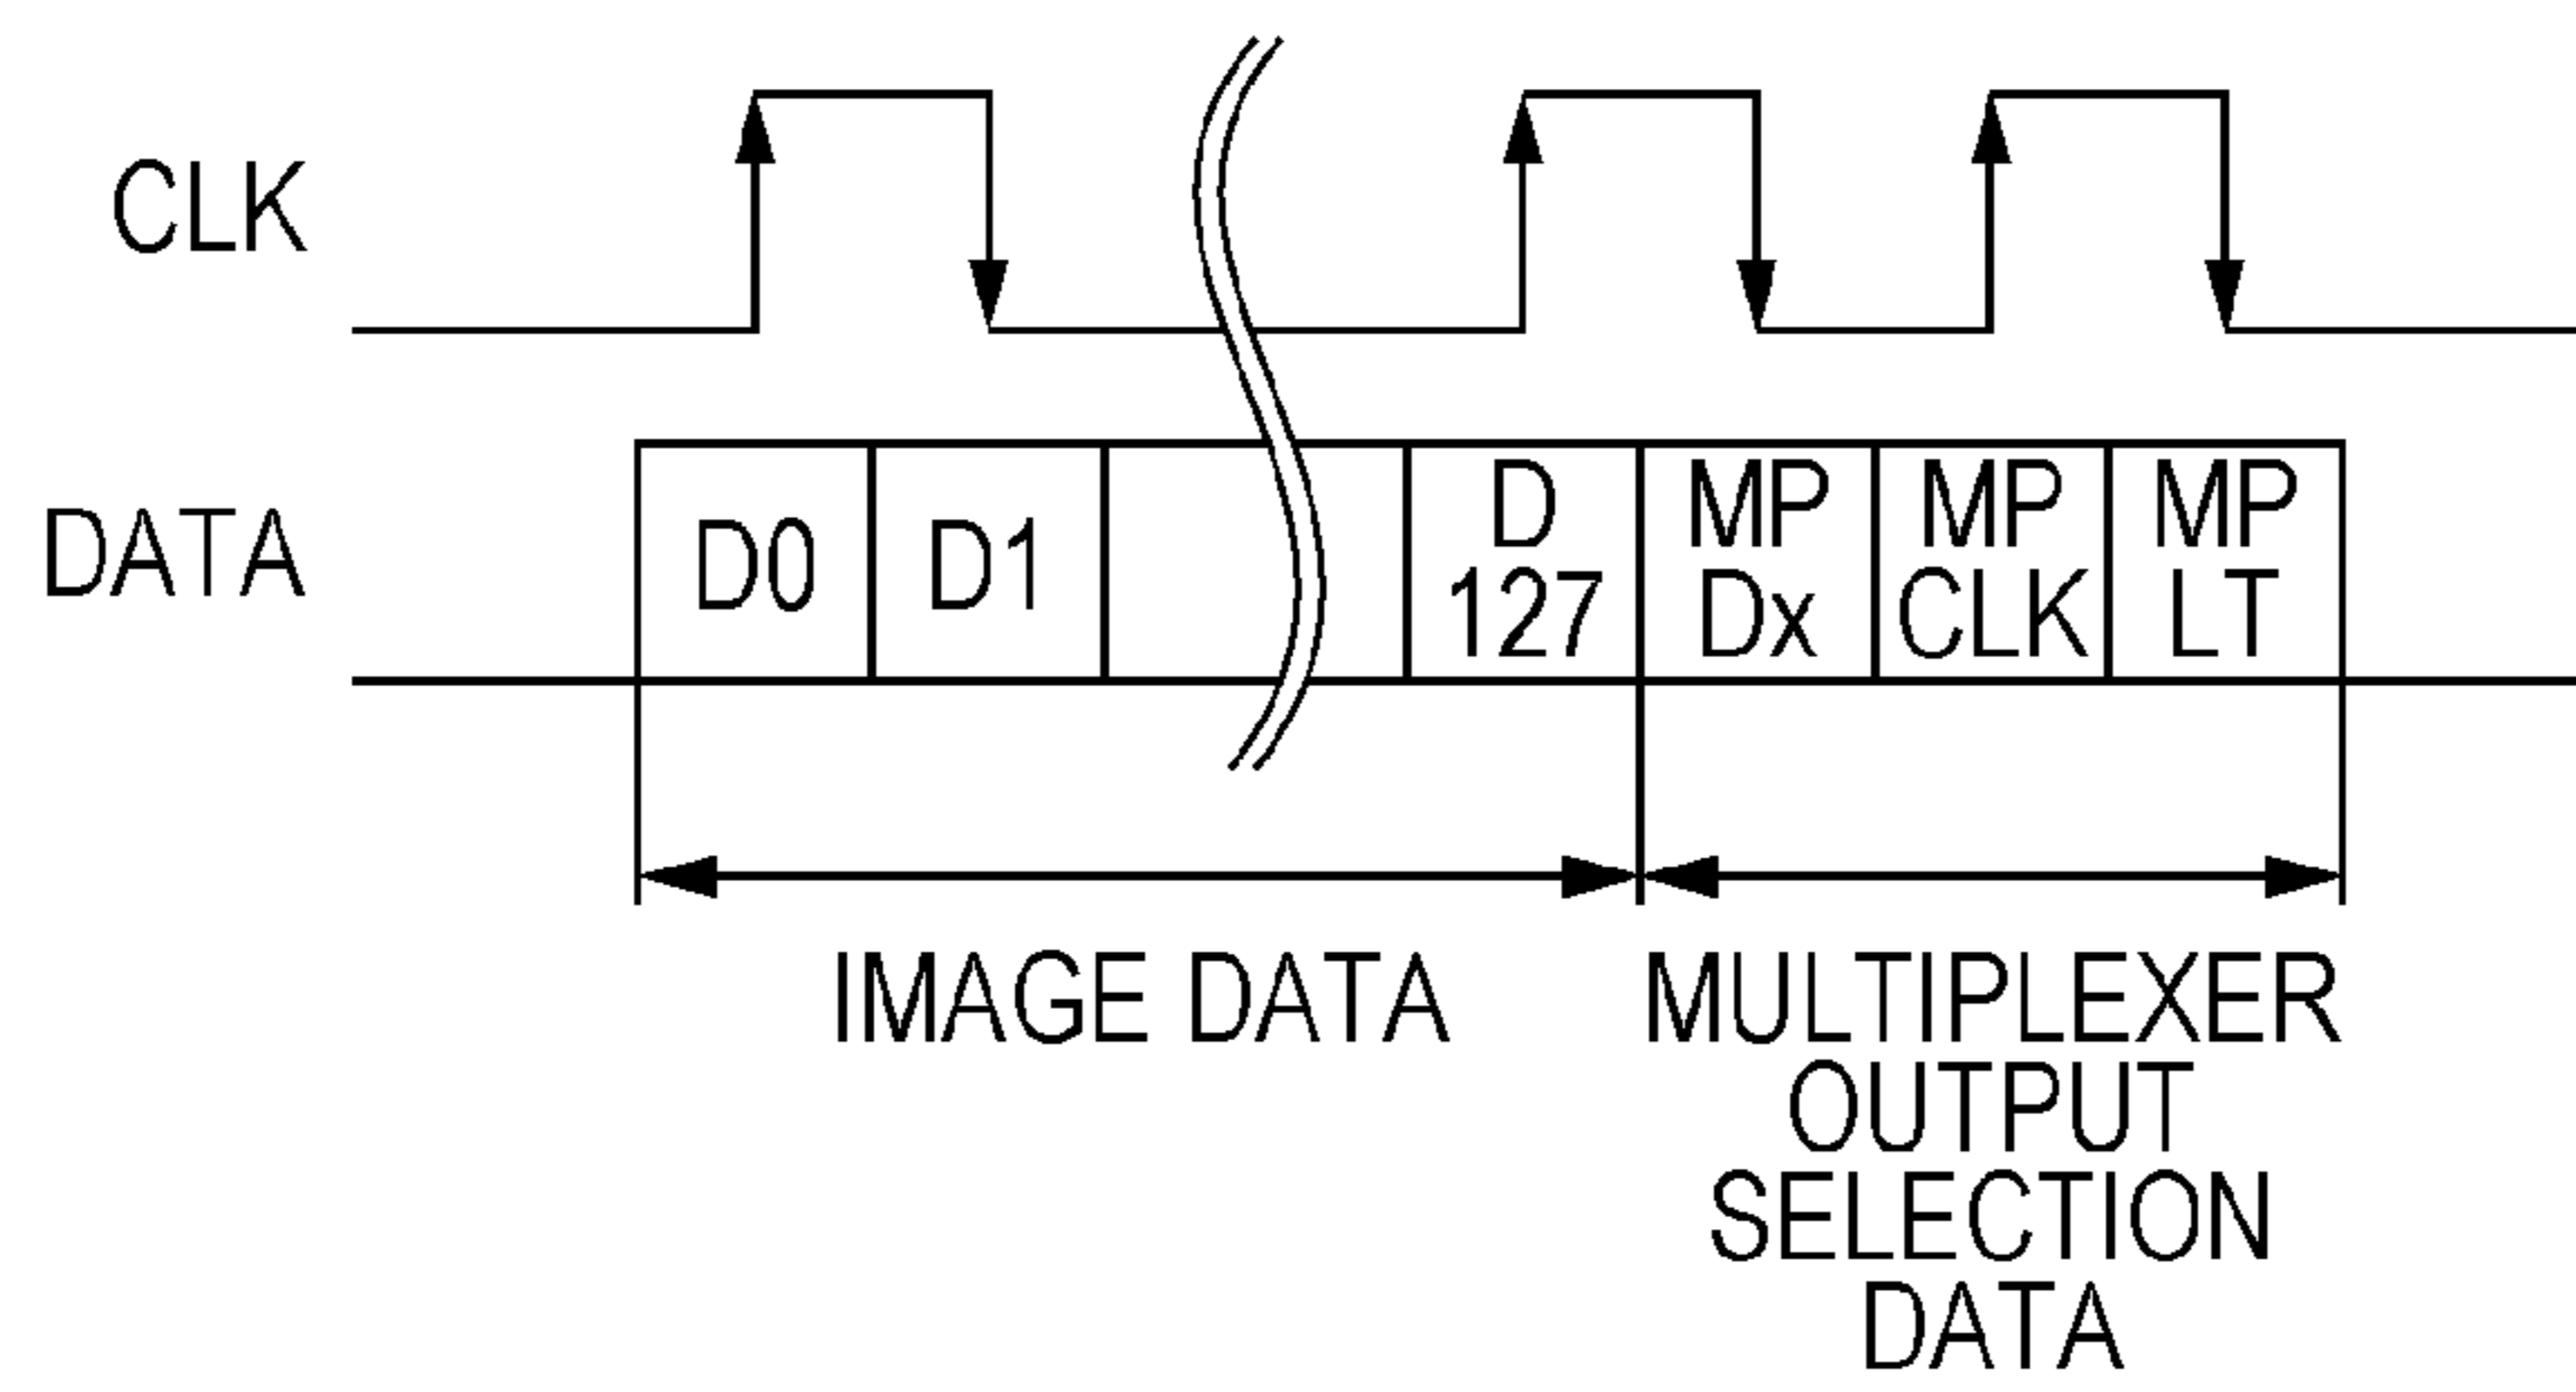 CLK
DATA
D0
D1
D
127
MP
Dx
MP
CLK
MP
LT
IMAGE DATA
MULTIPLEXER
OUTPUT
SELECTION
DATA